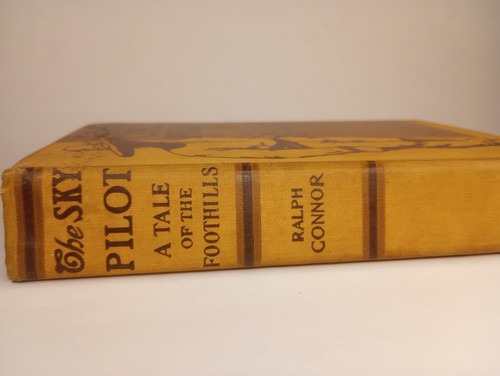 The SKY
PILOT
A TALE
OF THE
FOOTHILLS
RALPH
CONNOR